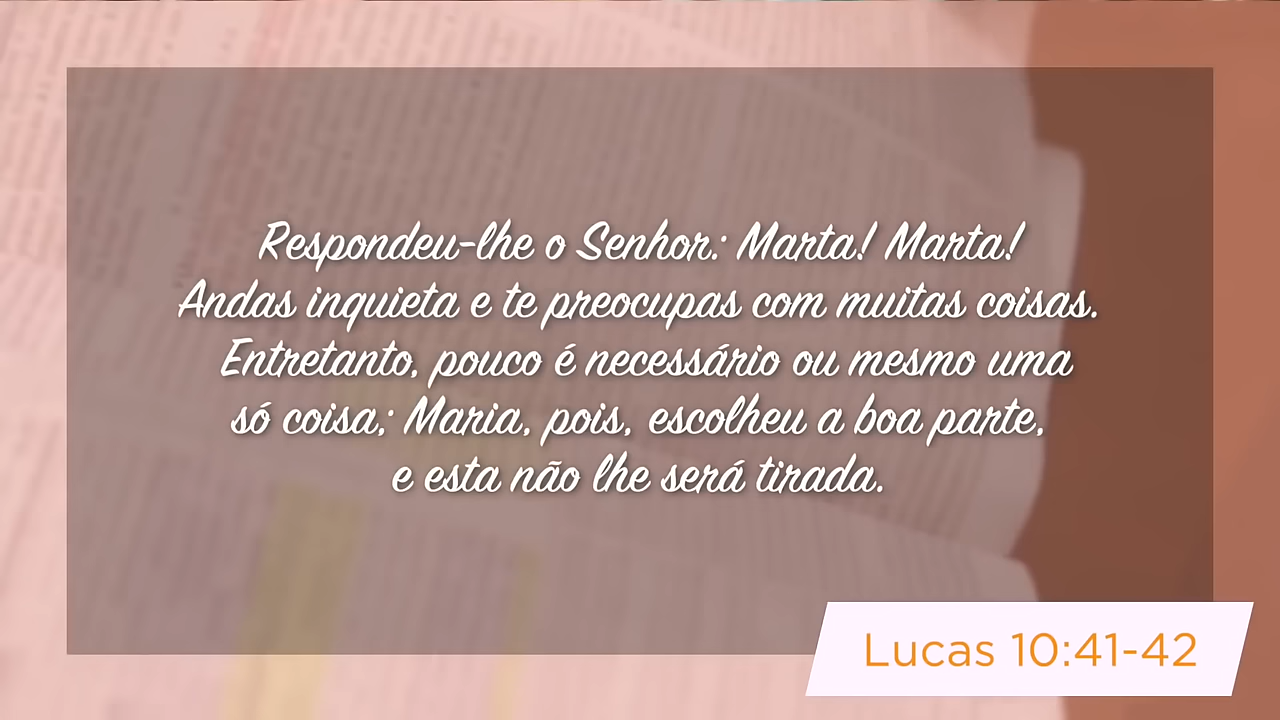 Respondeu-lhe o Senhor: Marta! Marta!
Andas inquieta e te preocupas com muitas coisas.
Entretanto, pouco é necessário ou mesmo uma
só coisa; Maria, pois, escolheu a boa parte,
e esta não lhe será tirada.
Lucas 10:41-42